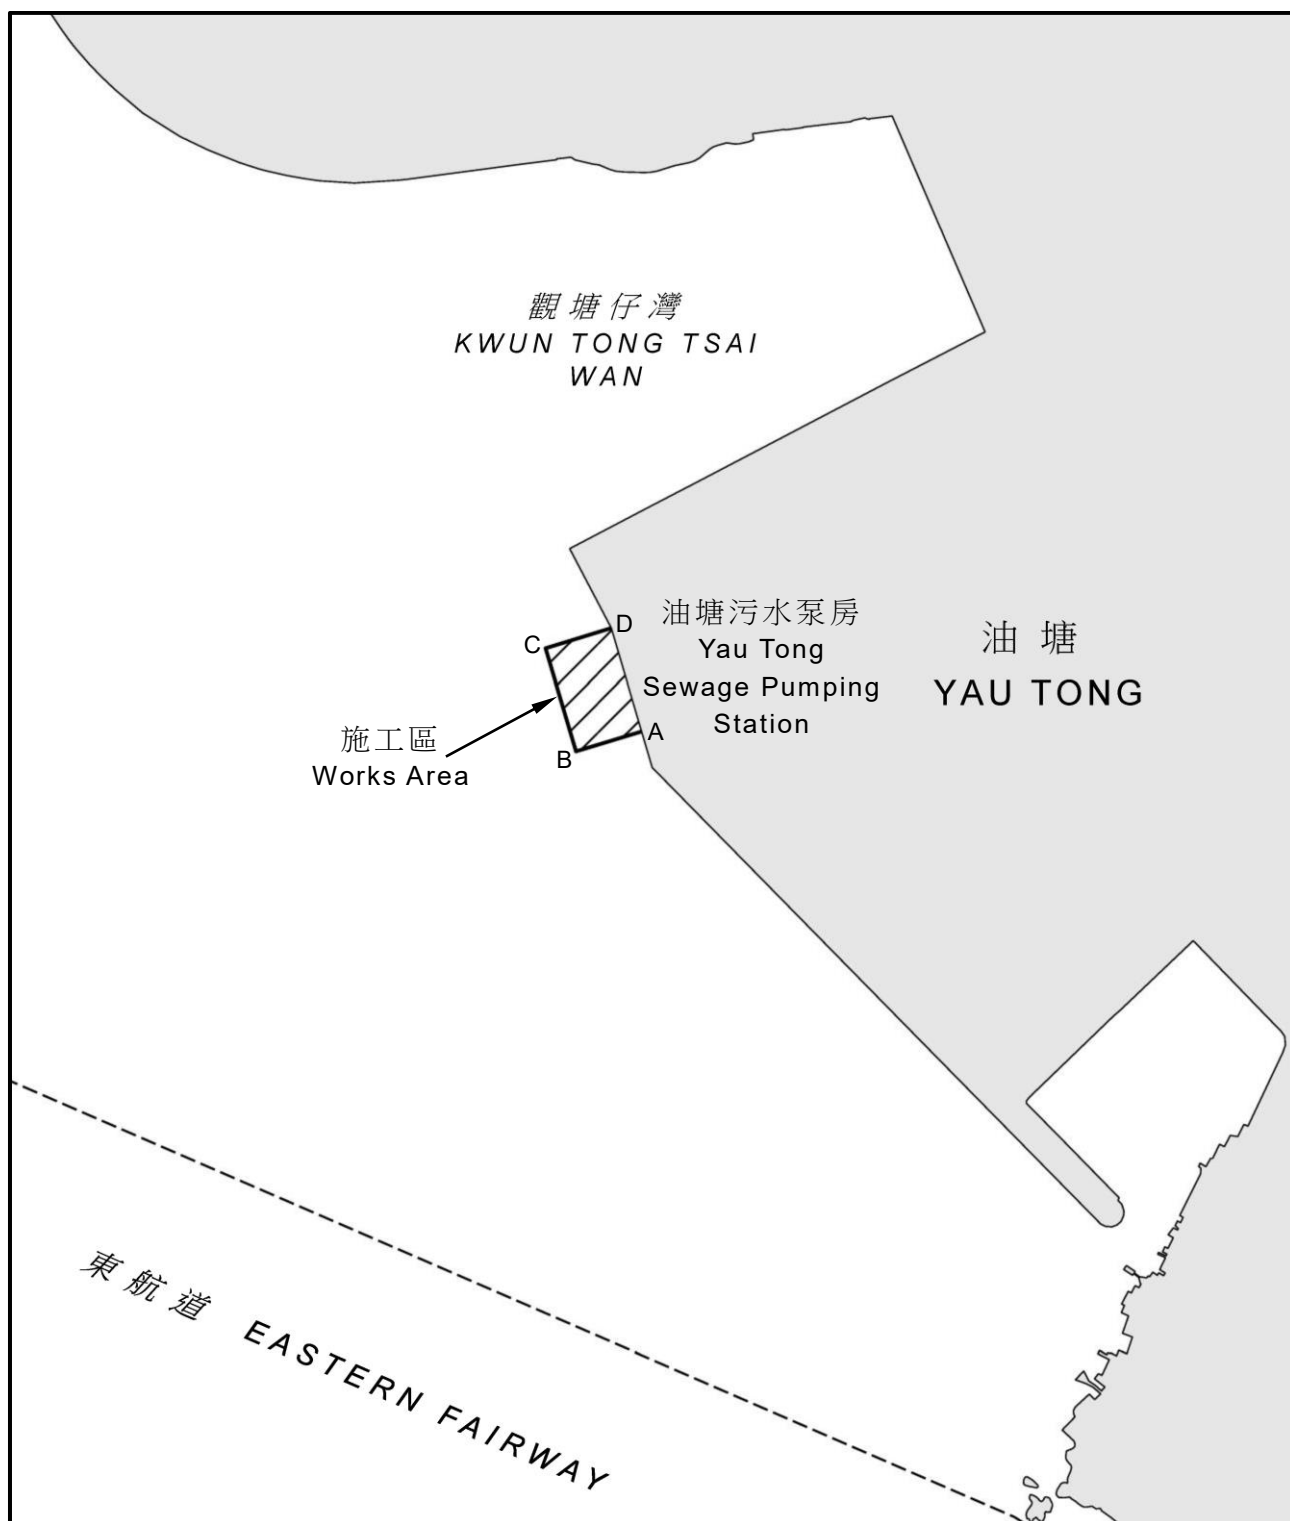 觀塘仔灣
KWUN TONG TSAI
WAN
D
C
油塘污水泵房
Yau Tong
Sewage Pumping
Station
油塘
YAU TONG
A
B
施工區
Works Area
東航道 EASTERN FAIRWAY